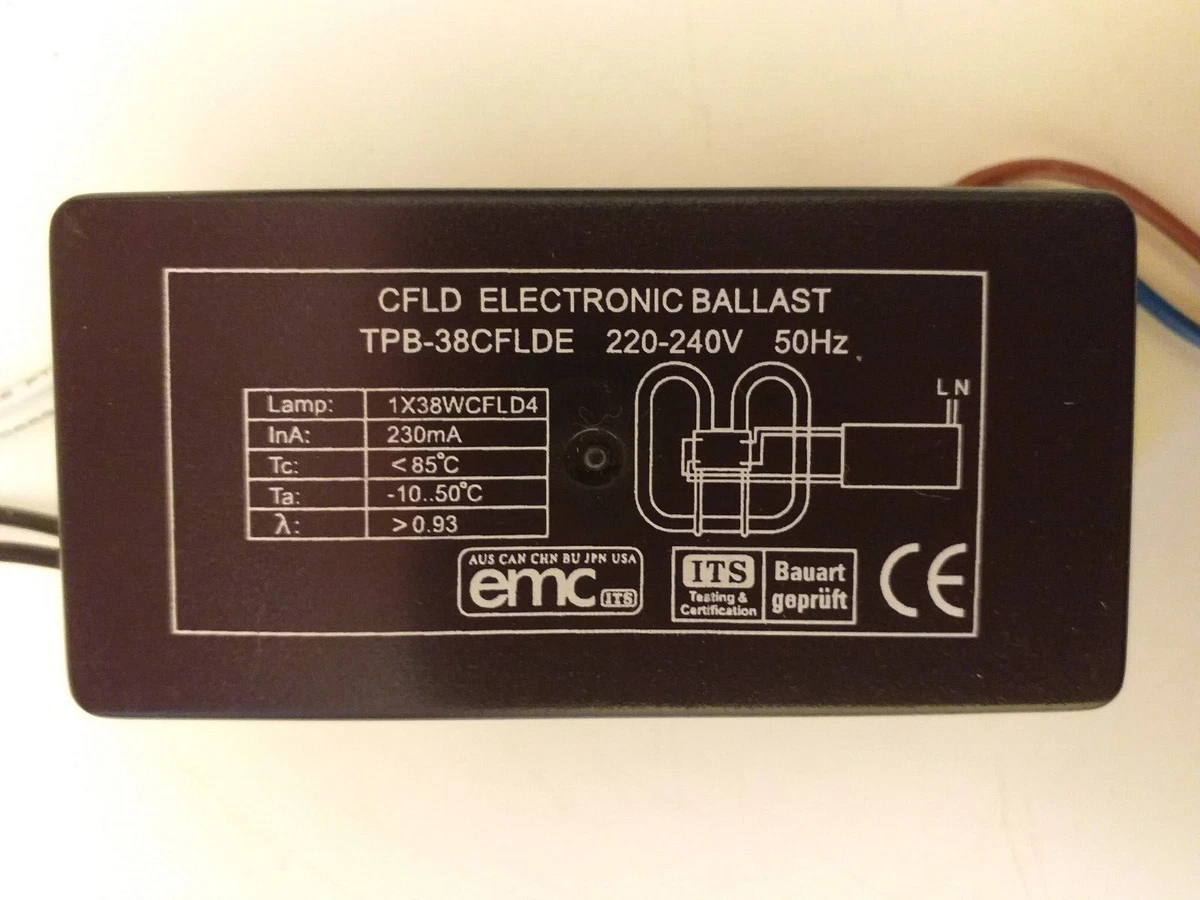 CFLD ELECTRONIC BALLAST
TPB-38CFLDE 220-240V 50Hz
L N
Lamp: 1X38WCFLD4
InA: 230mA
Tc: <85°C
Ta: -10..50°C
λ: >0.93
AUS CAN CHN BU JPN USA
emc ITS
ITS
Testing &
Certification
Bauart
geprüft
CE